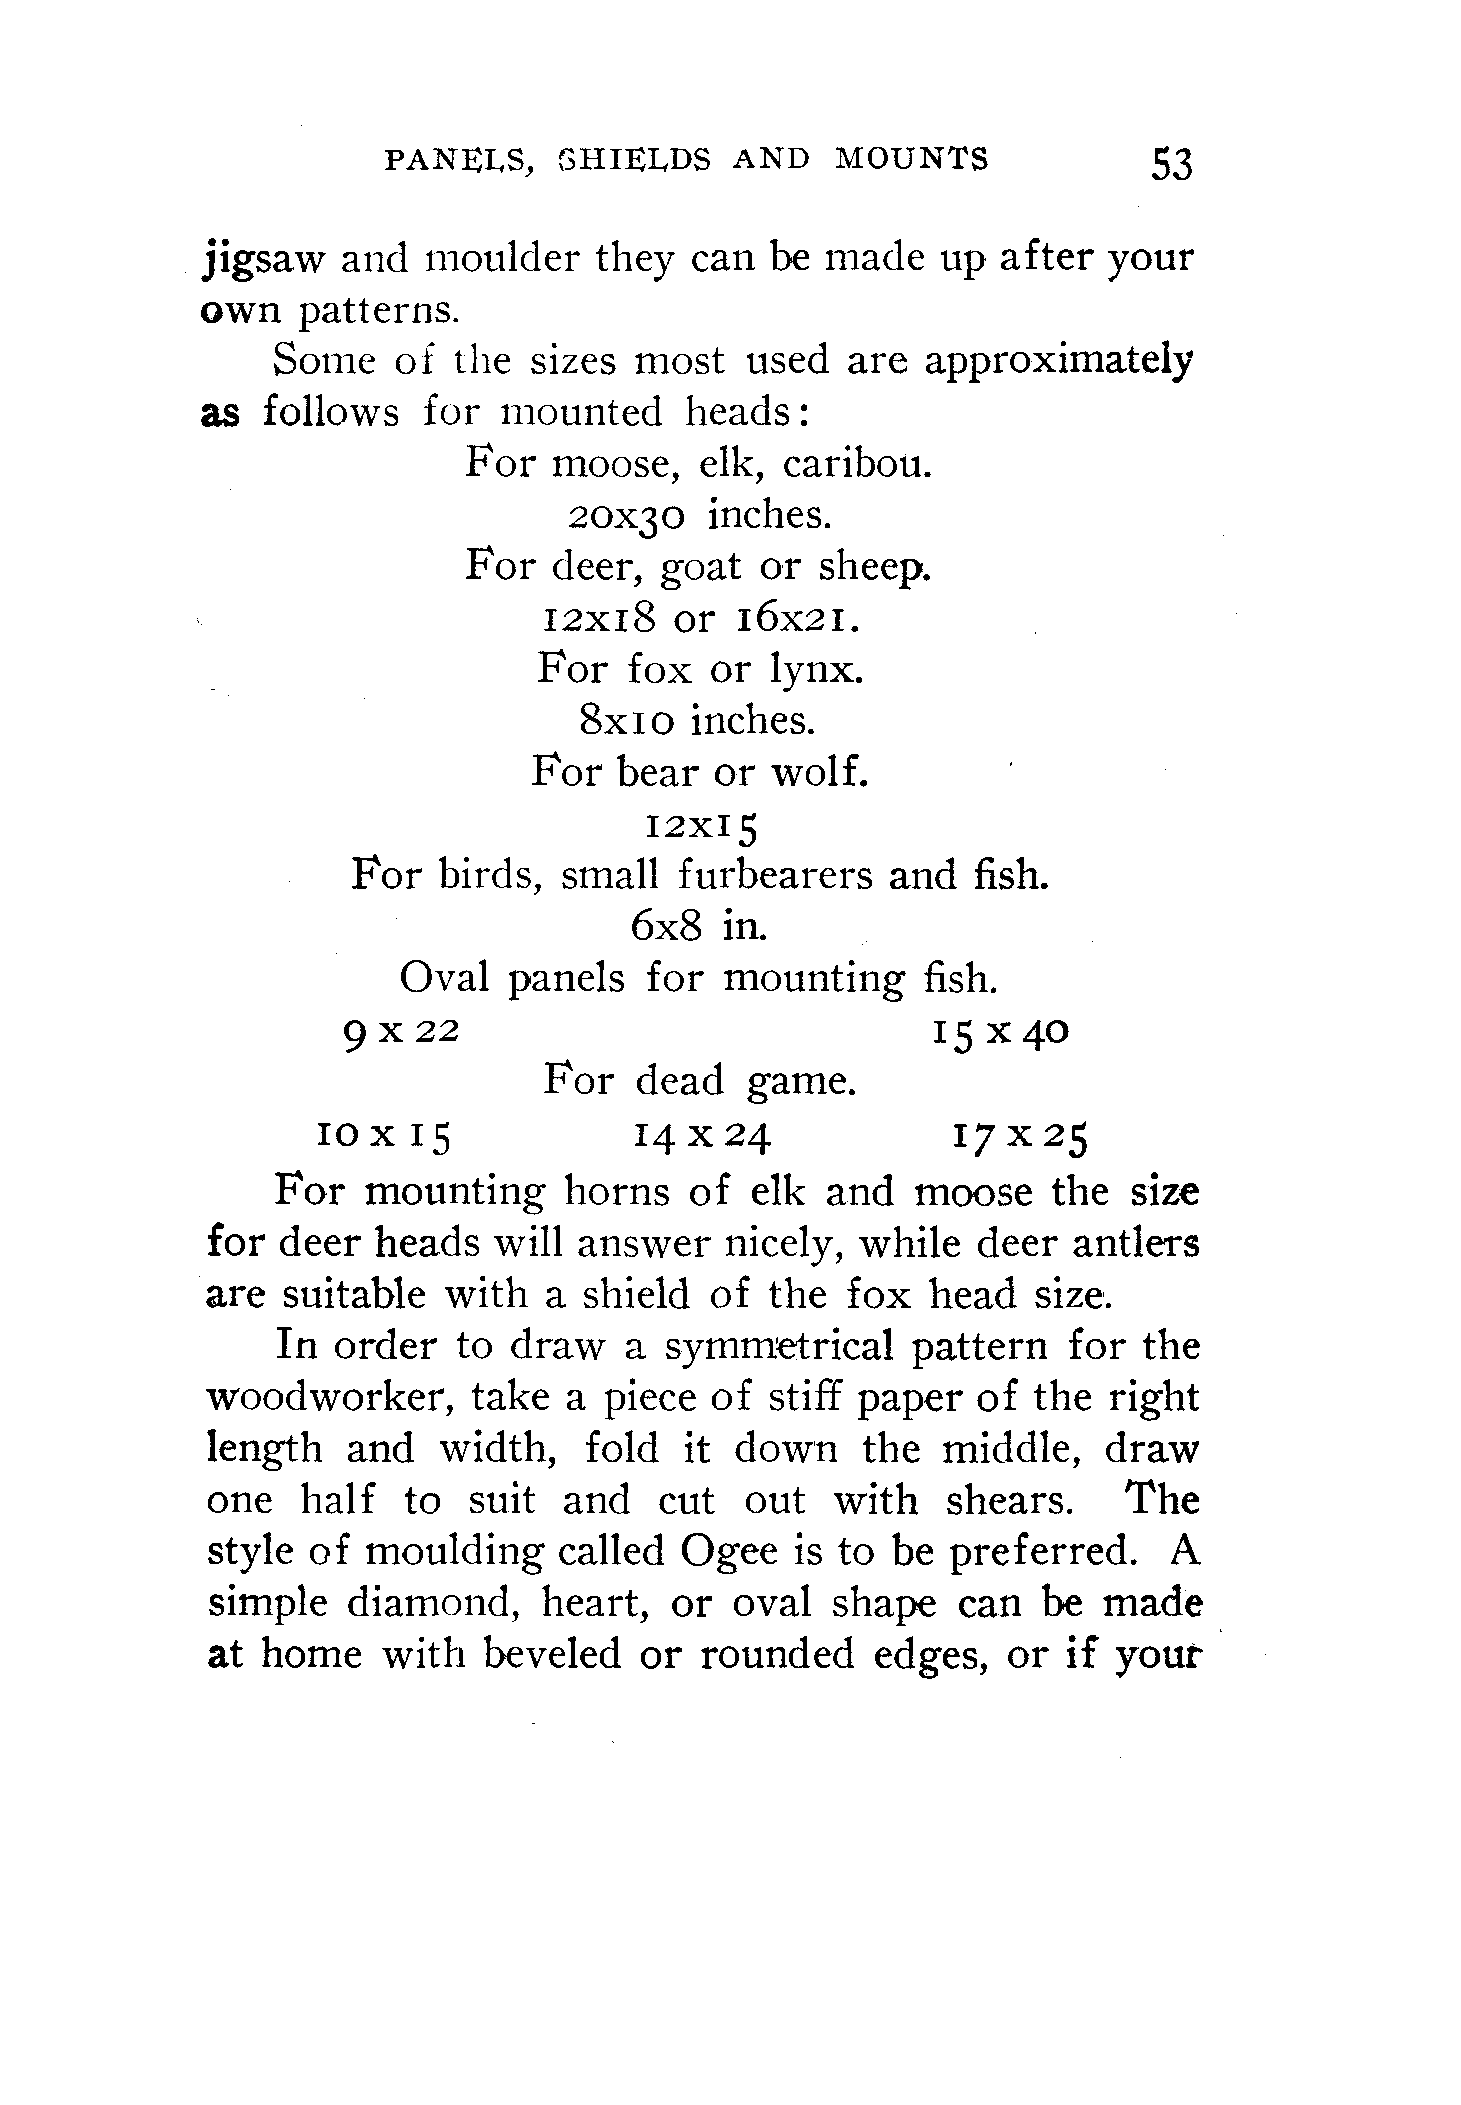 PANELS, SHIELDS AND MOUNTS 53
jigsaw and moulder they can be made up after your
own patterns.
Some of the sizes most used are approximately
as follows for mounted heads:
For moose, elk, caribou.
20x30 inches.
For deer, goat or sheep.
12x18 or 16x21.
For fox or lynx.
8x10 inches.
For bear or wolf.
12x15
For birds, small furbearers and fish.
6x8 in.
Oval panels for mounting fish.
9 x 22 15 x 40
For dead game.
10 x 15 14 x 24 17 x 25
For mounting horns of elk and moose the size
for deer heads will answer nicely, while deer antlers
are suitable with a shield of the fox head size.
In order to draw a symmetrical pattern for the
woodworker, take a piece of stiff paper of the right
length and width, fold it down the middle, draw
one half to suit and cut out with shears. The
style of moulding called Ogee is to be preferred. A
simple diamond, heart, or oval shape can be made
at home with beveled or rounded edges, or if your